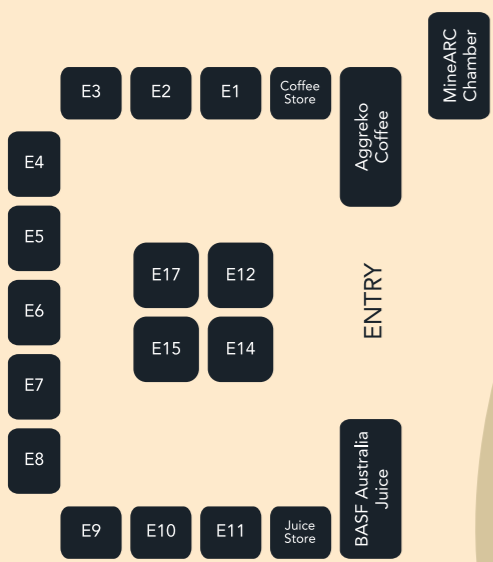 MineARC
Chamber
E3
E2
E1
Coffee
Store
Aggreko
Coffee
E4
E5
E17
E12
ENTRY
E6
E15
E14
E7
E8
BASF Australia
Juice
E9
E10
E11
Juice
Store